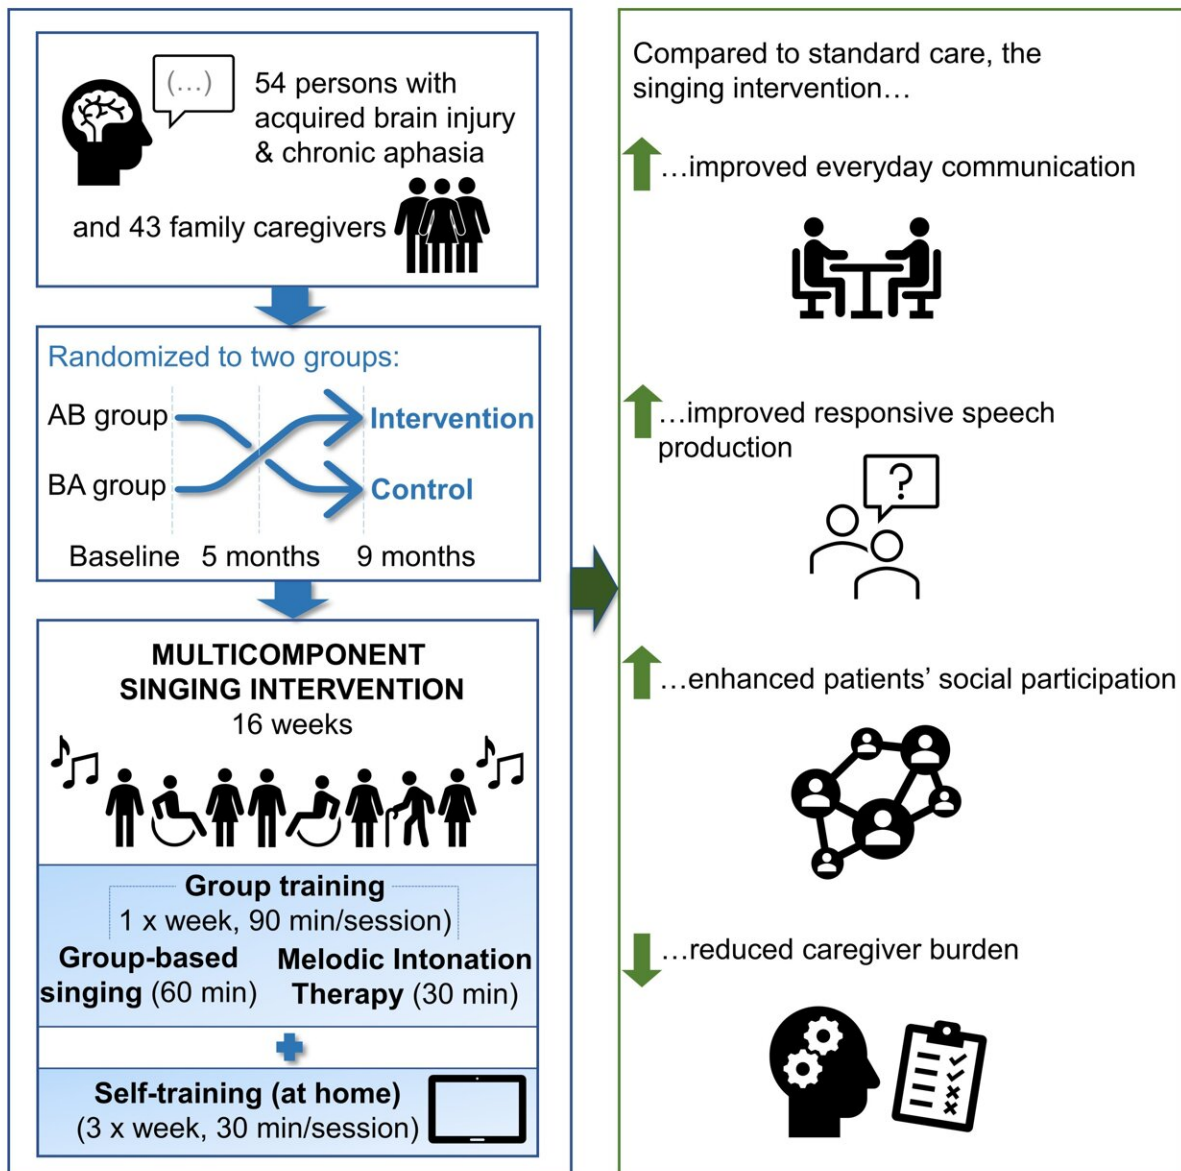 (...)
54 persons with
acquired brain injury
& chronic aphasia
and 43 family caregivers
Randomized to two groups:
AB group
Intervention
BA group
Control
Baseline 5 months 9 months
MULTICOMPONENT
SINGING INTERVENTION
16 weeks
Group training
1 x week, 90 min/session)
Group-based
singing (60 min)
Melodic Intonation
Therapy (30 min)
Self-training (at home)
(3 x week, 30 min/session)
Compared to standard care, the
singing intervention…
…improved everyday communication
…improved responsive speech
production
?
…enhanced patients’ social participation
…reduced caregiver burden